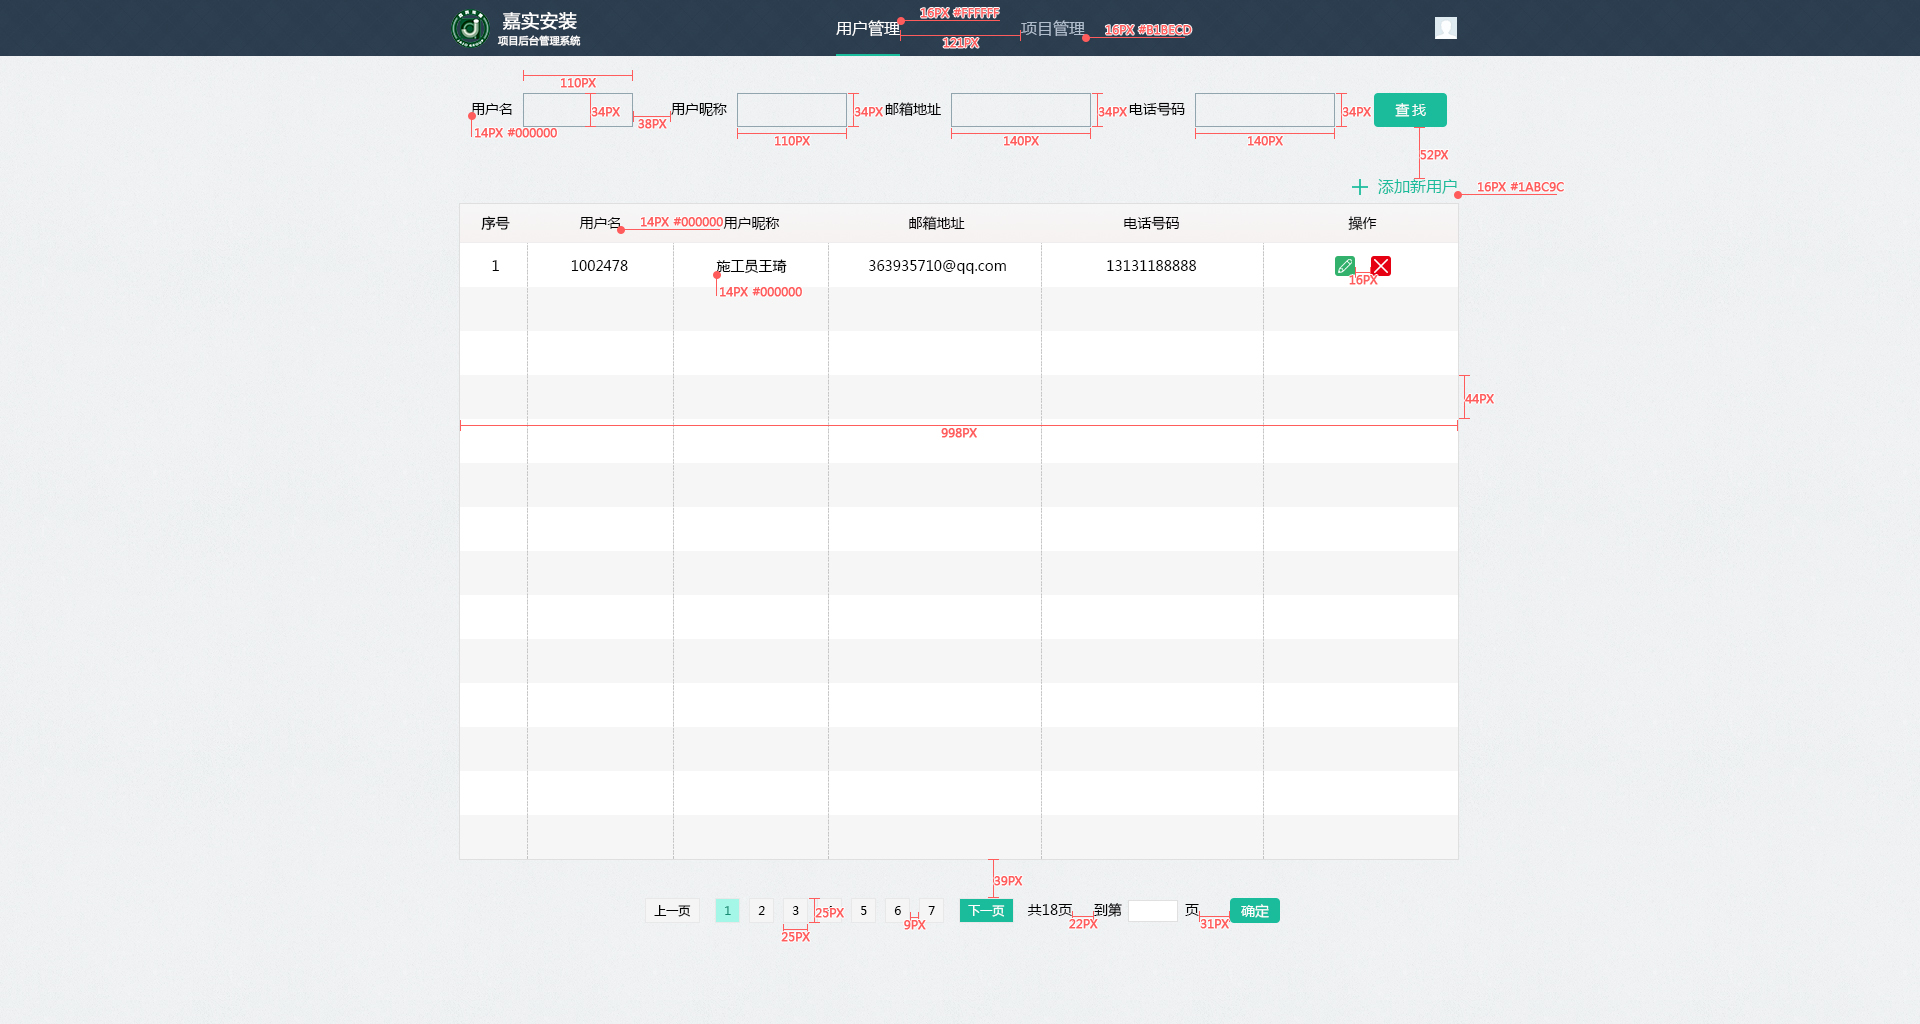 嘉实安装
项目后台管理系统
用户管理
16PX #FFFFFF
121PX
项目管理
16PX #B1BECD
110PX
用户名
34PX
38PX
14PX #000000
用户昵称
34PX
110PX
邮箱地址
34PX
140PX
电话号码
34PX
140PX
查找
52PX
添加新用户
16PX #1ABC9C
序号
用户名
14PX #000000
用户昵称
邮箱地址
电话号码
操作
1
1002478
施工员王琦
363935710@qq.com
13131188888
16PX
14PX #000000
44PX
998PX
39PX
上一页
1
2
3
25PX
5
6
7
下一页
共18页
到第
页
确定
25PX
9PX
22PX
31PX